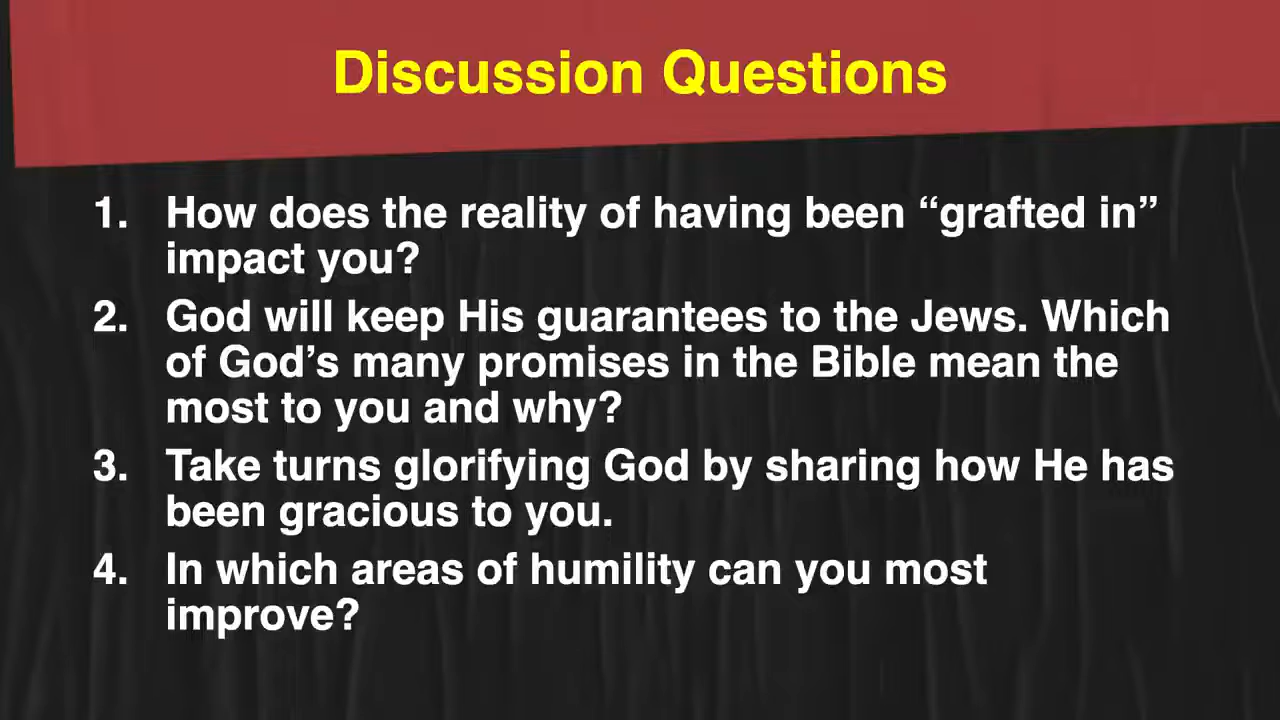 Discussion Questions
1. How does the reality of having been “grafted in”
impact you?
2. God will keep His guarantees to the Jews. Which
of God’s many promises in the Bible mean the
most to you and why?
3. Take turns glorifying God by sharing how He has
been gracious to you.
4. In which areas of humility can you most
improve?